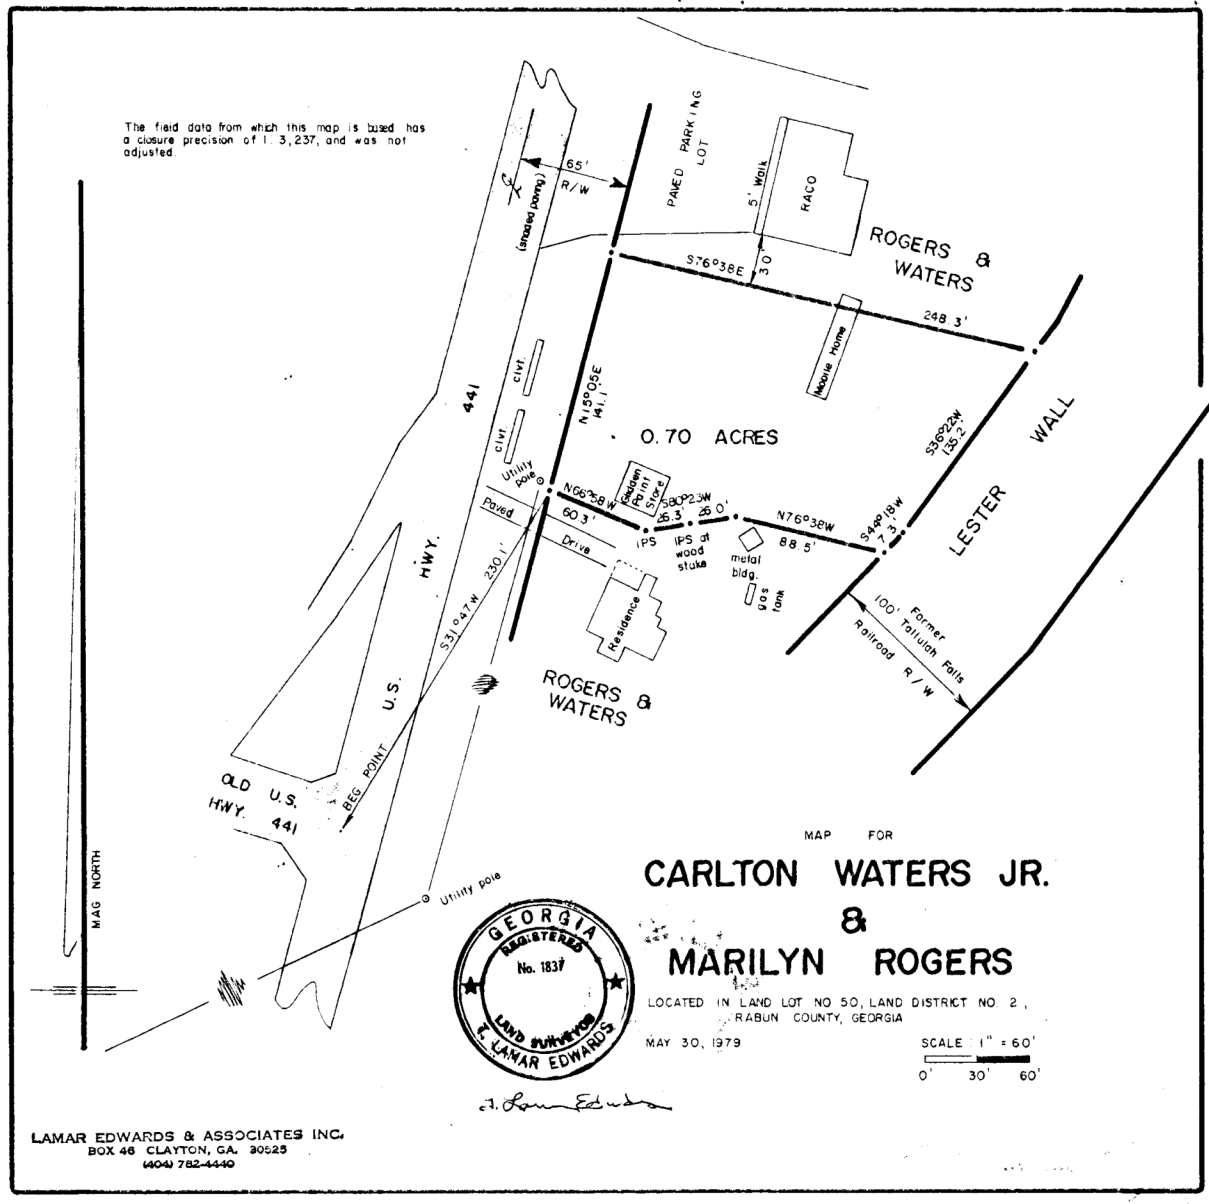 The field data from which this map is based has
a closure precision of 1: 3,237, and was not
adjusted.
65'
R/W
(shaded paving)
PAVED PARKING
LOT
5' Walk
RACO
ROGERS &
WATERS
S76°38E
30'
248.3'
Mobile Home
clvt.
clvt.
441
N15°05E
141.1'
0.70 ACRES
S36°22W
135.2'
LESTER WALL
Utility
pole
Glidden
Paint
Store
N66°58W
60.3'
S80°23W
26.3'
26.0'
N76°38W
88.5'
S44°18W
7.3'
Paved
Drive
IPS
IPS at
wood
stake
metal
bldg.
gas
tank
HWY.
S31°47W 230.1'
Residence
Former
100' Tallulah Falls
Railroad R/W
ROGERS &
WATERS
U.S.
BEG. POINT
OLD U.S.
HWY. 441
MAG NORTH
Utility pole
MAP FOR
CARLTON WATERS JR.
&
MARILYN ROGERS
LOCATED IN LAND LOT NO. 50, LAND DISTRICT NO. 2,
RABUN COUNTY, GEORGIA
MAY 30, 1979
SCALE 1" = 60'
0' 30' 60'
GEORGIA
REGISTERED
No. 1837
LAND SURVEYOR
T. LAMAR EDWARDS
T. Lamar Edwards
LAMAR EDWARDS & ASSOCIATES INC.
BOX 46 CLAYTON, GA. 30525
(404) 782-4440